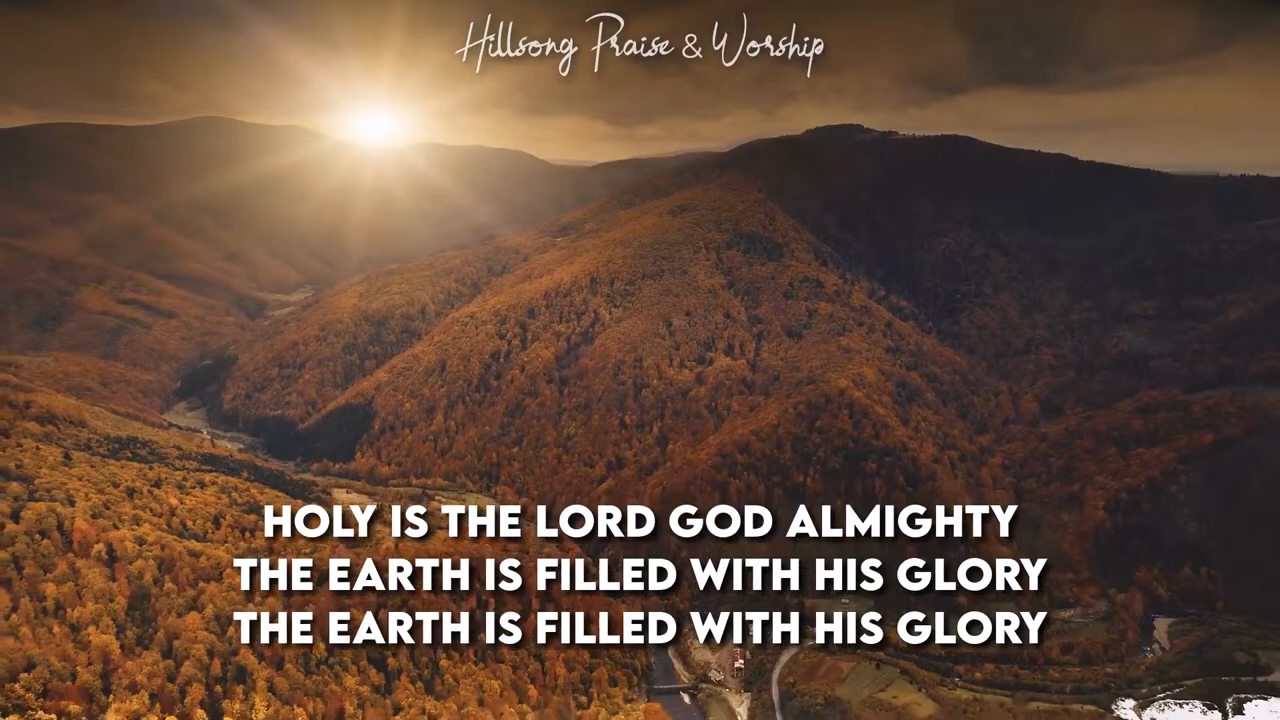 Hillsong Praise & Worship
HOLY IS THE LORD GOD ALMIGHTY
THE EARTH IS FILLED WITH HIS GLORY
THE EARTH IS FILLED WITH HIS GLORY